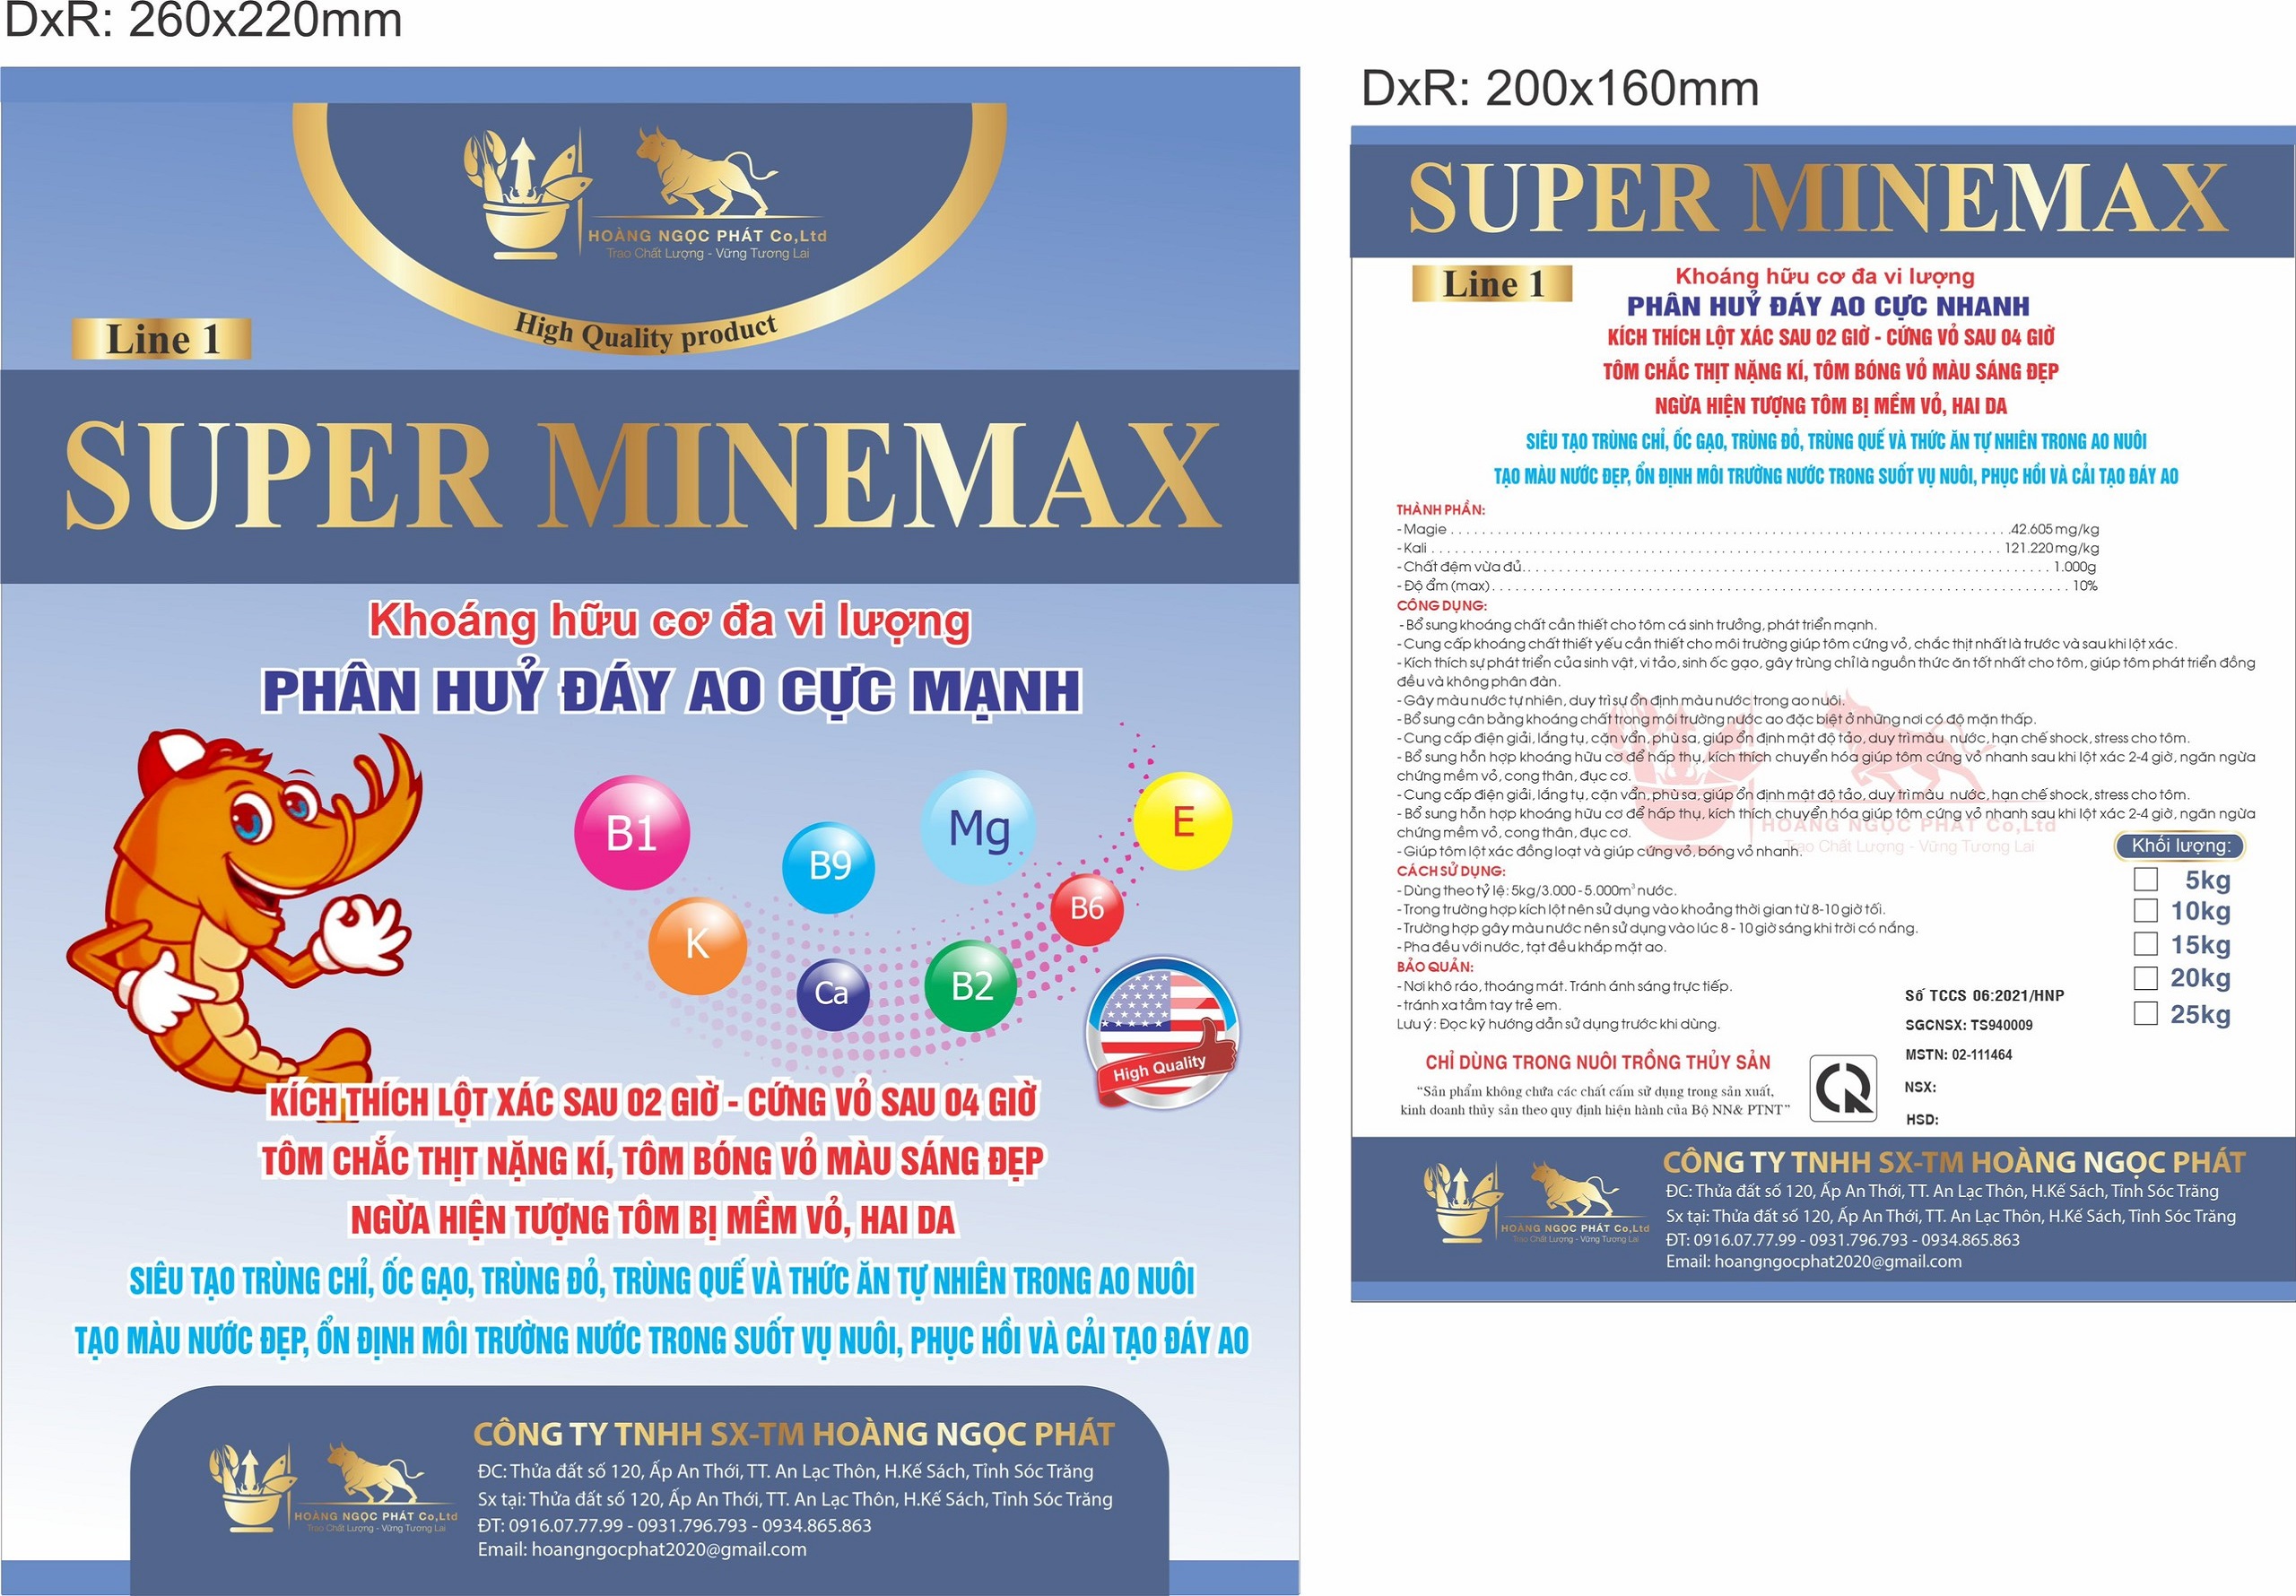 DxR: 260x220mm
HOÀNG NGỌC PHÁT Co,Ltd
Trao Chất Lượng - Vững Tương Lai
High Quality product
Line 1
SUPER MINEMAX
Khoáng hữu cơ đa vi lượng
PHÂN HUỶ ĐÁY AO CỰC MẠNH
B1
B9
Mg
E
K
Ca
B2
B6
High Quality
KÍCH THÍCH LỘT XÁC SAU 02 GIỜ - CỨNG VỎ SAU 04 GIỜ
TÔM CHẮC THỊT NẶNG KÍ, TÔM BÓNG VỎ MÀU SÁNG ĐẸP
NGỪA HIỆN TƯỢNG TÔM BỊ MỀM VỎ, HAI DA
SIÊU TẠO TRÙNG CHỈ, ỐC GẠO, TRÙNG ĐỎ, TRÙNG QUẾ VÀ THỨC ĂN TỰ NHIÊN TRONG AO NUÔI
TẠO MÀU NƯỚC ĐẸP, ỔN ĐỊNH MÔI TRƯỜNG NƯỚC TRONG SUỐT VỤ NUÔI, PHỤC HỒI VÀ CẢI TẠO ĐÁY AO
HOÀNG NGỌC PHÁT Co,Ltd
Trao Chất Lượng - Vững Tương Lai
CÔNG TY TNHH SX-TM HOÀNG NGỌC PHÁT
ĐC: Thửa đất số 120, Ấp An Thới, TT. An Lạc Thôn, H.Kế Sách, Tỉnh Sóc Trăng
Sx tại: Thửa đất số 120, Ấp An Thới, TT. An Lạc Thôn, H.Kế Sách, Tỉnh Sóc Trăng
ĐT: 0916.07.77.99 - 0931.796.793 - 0934.865.863
Email: hoangngocphat2020@gmail.com
DxR: 200x160mm
SUPER MINEMAX
Line 1
Khoáng hữu cơ đa vi lượng
PHÂN HUỶ ĐÁY AO CỰC NHANH
KÍCH THÍCH LỘT XÁC SAU 02 GIỜ - CỨNG VỎ SAU 04 GIỜ
TÔM CHẮC THỊT NẶNG KÍ, TÔM BÓNG VỎ MÀU SÁNG ĐẸP
NGỪA HIỆN TƯỢNG TÔM BỊ MỀM VỎ, HAI DA
SIÊU TẠO TRÙNG CHỈ, ỐC GẠO, TRÙNG ĐỎ, TRÙNG QUẾ VÀ THỨC ĂN TỰ NHIÊN TRONG AO NUÔI
TẠO MÀU NƯỚC ĐẸP, ỔN ĐỊNH MÔI TRƯỜNG NƯỚC TRONG SUỐT VỤ NUÔI, PHỤC HỒI VÀ CẢI TẠO ĐÁY AO
THÀNH PHẦN:
- Magie ........ 42.605 mg/kg
- Kali ........ 121.220 mg/kg
- Chất đệm vừa đủ ........ 1.000g
- Độ ẩm (max) ........ 10%
CÔNG DỤNG:
- Bổ sung khoáng chất cần thiết cho tôm cá sinh trưởng, phát triển mạnh.
- Cung cấp khoáng chất thiết yếu cần thiết cho môi trường giúp tôm cứng vỏ, chắc thịt nhất là trước và sau khi lột xác.
- Kích thích sự phát triển của sinh vật, vi tảo, sinh ốc gạo, gây trùng chỉ là nguồn thức ăn tốt nhất cho tôm, giúp tôm phát triển đồng
đều và không phân đàn.
- Gây màu nước tự nhiên, duy trì sự ổn định màu nước trong ao nuôi.
- Bổ sung cân bằng khoáng chất trong môi trường nước ao đặc biệt ở những nơi có độ mặn thấp.
- Cung cấp điện giải, lắng tụ, cặn vẩn, phù sa, giúp ổn định mật độ tảo, duy trì màu nước, hạn chế shock, stress cho tôm.
- Bổ sung hỗn hợp khoáng hữu cơ để hấp thụ, kích thích chuyển hóa giúp tôm cứng vỏ nhanh sau khi lột xác 2-4 giờ, ngăn ngừa
chứng mềm vỏ, cong thân, đục cơ.
- Cung cấp điện giải, lắng tụ, cặn vẩn, phù sa, giúp ổn định mật độ tảo, duy trì màu nước, hạn chế shock, stress cho tôm.
- Bổ sung hỗn hợp khoáng hữu cơ để hấp thụ, kích thích chuyển hóa giúp tôm cứng vỏ nhanh sau khi lột xác 2-4 giờ, ngăn ngừa
chứng mềm vỏ, cong thân, đục cơ.
- Giúp tôm lột xác đồng loạt và giúp cứng vỏ, bóng vỏ nhanh.
HOÀNG NGỌC PHÁT Co,Ltd
Trao Chất Lượng - Vững Tương Lai
CÁCH SỬ DỤNG:
- Dùng theo tỷ lệ: 5kg/3.000 - 5.000m³ nước.
- Trong trường hợp kích lột nên sử dụng vào khoảng thời gian từ 8-10 giờ tối.
- Trường hợp gây màu nước nên sử dụng vào lúc 8 - 10 giờ sáng khi trời có nắng.
- Pha đều với nước, tạt đều khắp mặt ao.
BẢO QUẢN:
- Nơi khô ráo, thoáng mát. Tránh ánh sáng trực tiếp.
- tránh xa tầm tay trẻ em.
Lưu ý: Đọc kỹ hướng dẫn sử dụng trước khi dùng.
Khối lượng:
5kg
10kg
15kg
20kg
25kg
CHỈ DÙNG TRONG NUÔI TRỒNG THỦY SẢN
“Sản phẩm không chứa các chất cấm sử dụng trong sản xuất,
kinh doanh thủy sản theo quy định hiện hành của Bộ NN& PTNT”
Số TCCS 06:2021/HNP
SGCNSX: TS940009
MSTN: 02-111464
NSX:
HSD:
HOÀNG NGỌC PHÁT Co,Ltd
Trao Chất Lượng - Vững Tương Lai
CÔNG TY TNHH SX-TM HOÀNG NGỌC PHÁT
ĐC: Thửa đất số 120, Ấp An Thới, TT. An Lạc Thôn, H.Kế Sách, Tỉnh Sóc Trăng
Sx tại: Thửa đất số 120, Ấp An Thới, TT. An Lạc Thôn, H.Kế Sách, Tỉnh Sóc Trăng
ĐT: 0916.07.77.99 - 0931.796.793 - 0934.865.863
Email: hoangngocphat2020@gmail.com